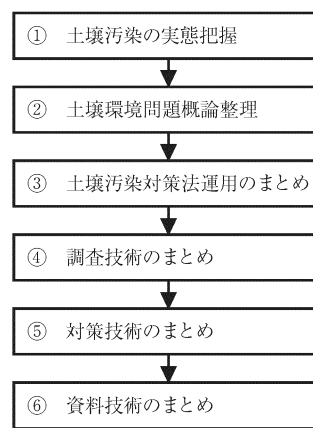 ① 土壌汚染の実態把握
② 土壌環境問題概論整理
③ 土壌汚染対策法運用のまとめ
④ 調査技術のまとめ
⑤ 対策技術のまとめ
⑥ 資料技術のまとめ